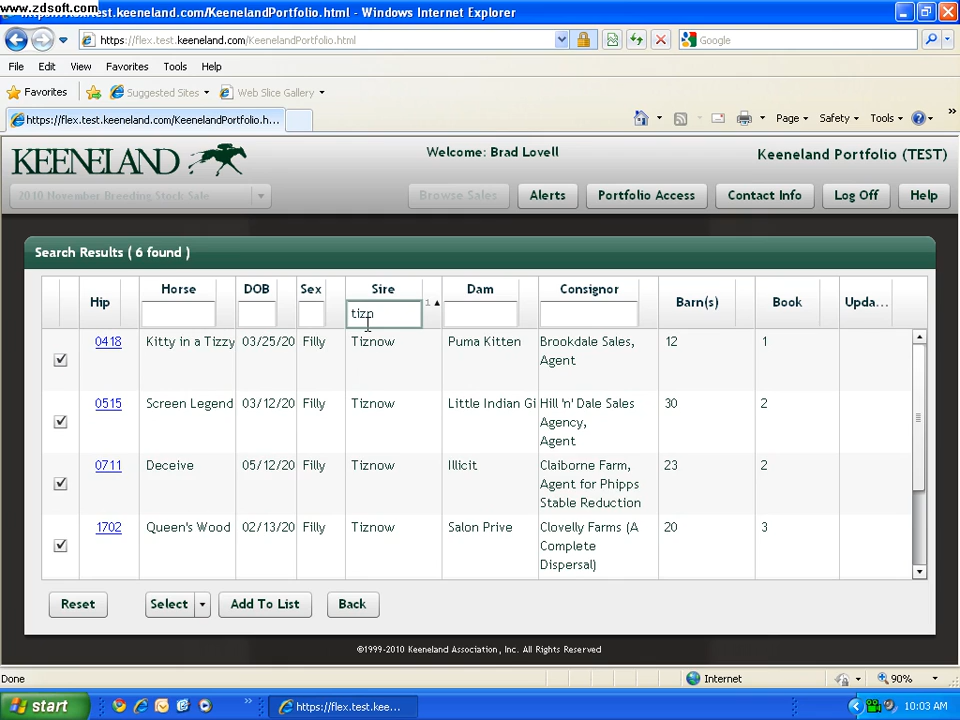 www.zdsoft.com
test.keeneland.com/KeenelandPortfolio.html - Windows Internet Explorer
https://flex.test.keeneland.com/KeenelandPortfolio.html
Google
File Edit View Favorites Tools Help
Favorites Suggested Sites Web Slice Gallery
https://flex.test.keeneland.com/KeenelandPortfolio.h... Page Safety Tools
KEENELAND
Welcome: Brad Lovell
Keeneland Portfolio (TEST)
2010 November Breeding Stock Sale Browse Sales Alerts Portfolio Access Contact Info Log Off Help
Search Results ( 6 found )
Hip Horse DOB Sex Sire 1 Dam Consignor Barn(s) Book Upda...
tizn
0418 Kitty in a Tizzy 03/25/20 Filly Tiznow Puma Kitten Brookdale Sales, 12 1
Agent
0515 Screen Legend 03/12/20 Filly Tiznow Little Indian Gi Hill 'n' Dale Sales 30 2
Agency,
Agent
0711 Deceive 05/12/20 Filly Tiznow Illicit Claiborne Farm, 23 2
Agent for Phipps
Stable Reduction
1702 Queen's Wood 02/13/20 Filly Tiznow Salon Prive Clovelly Farms (A 20 3
Complete
Dispersal)
Reset Select Add To List Back
©1999-2010 Keeneland Association, Inc. All Rights Reserved
Done Internet 90%
start https://flex.test.kee... 10:03 AM